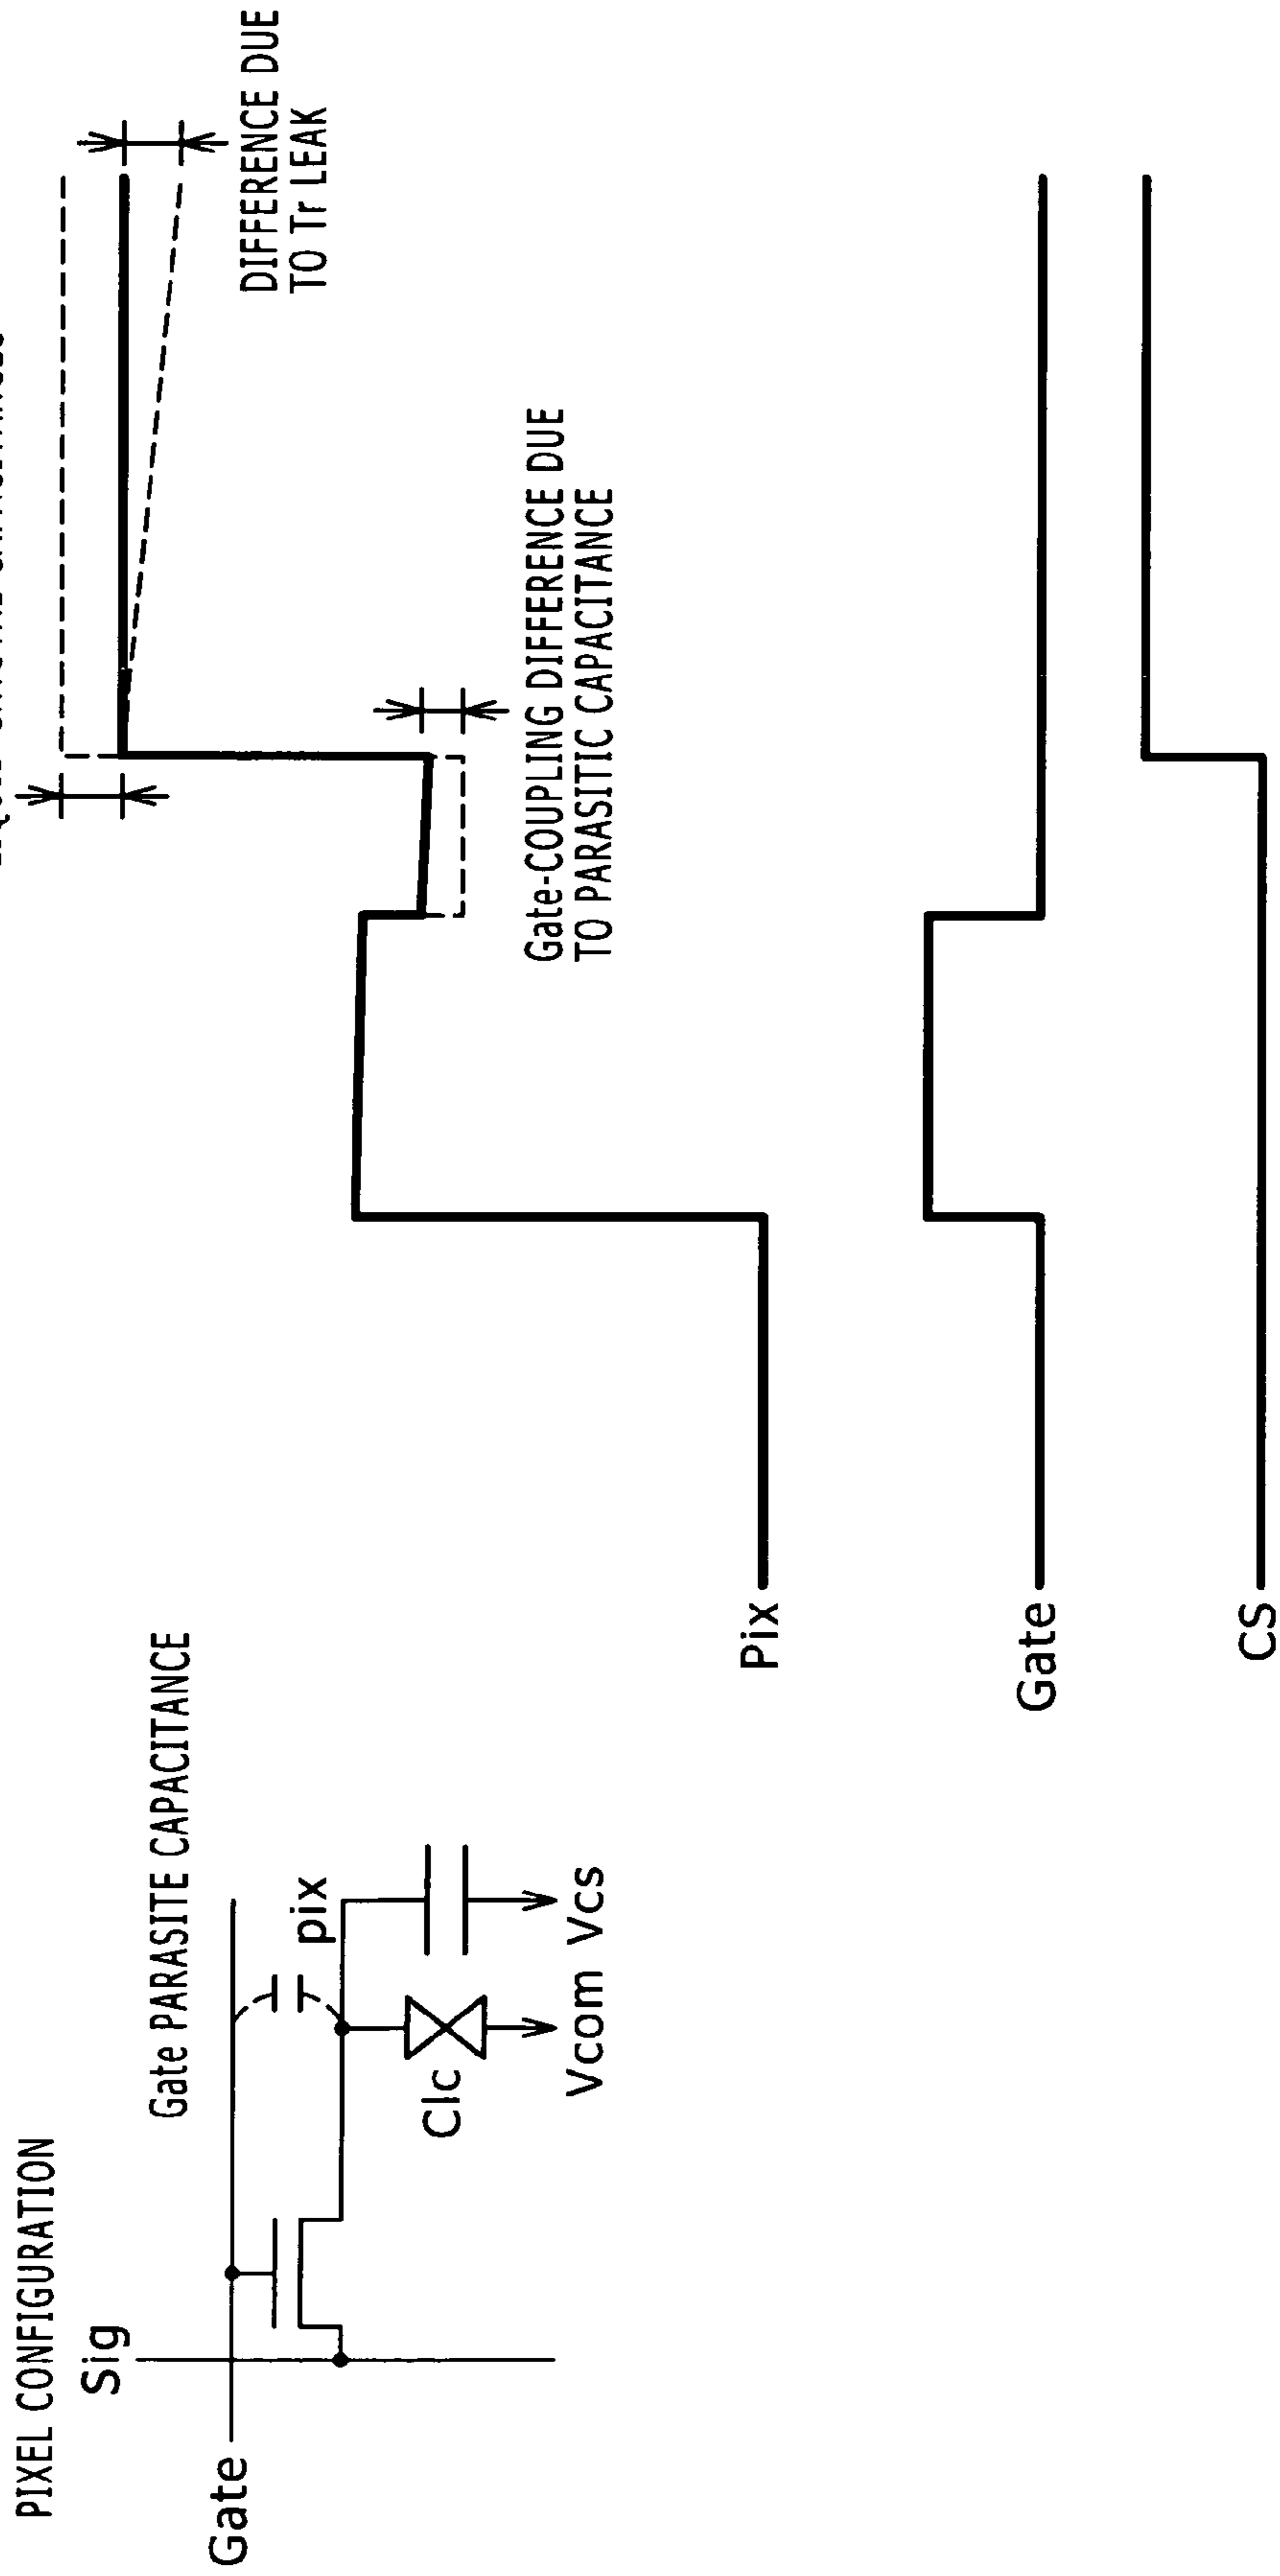 PIXEL CONFIGURATION
Sig
Gate
Gate PARASITE CAPACITANCE
pix
Clc
Vcom Vcs
DIFFERENCE DUE
TO Tr LEAK
Gate-COUPLING DIFFERENCE DUE
TO PARASITIC CAPACITANCE
Pix
Gate
CS